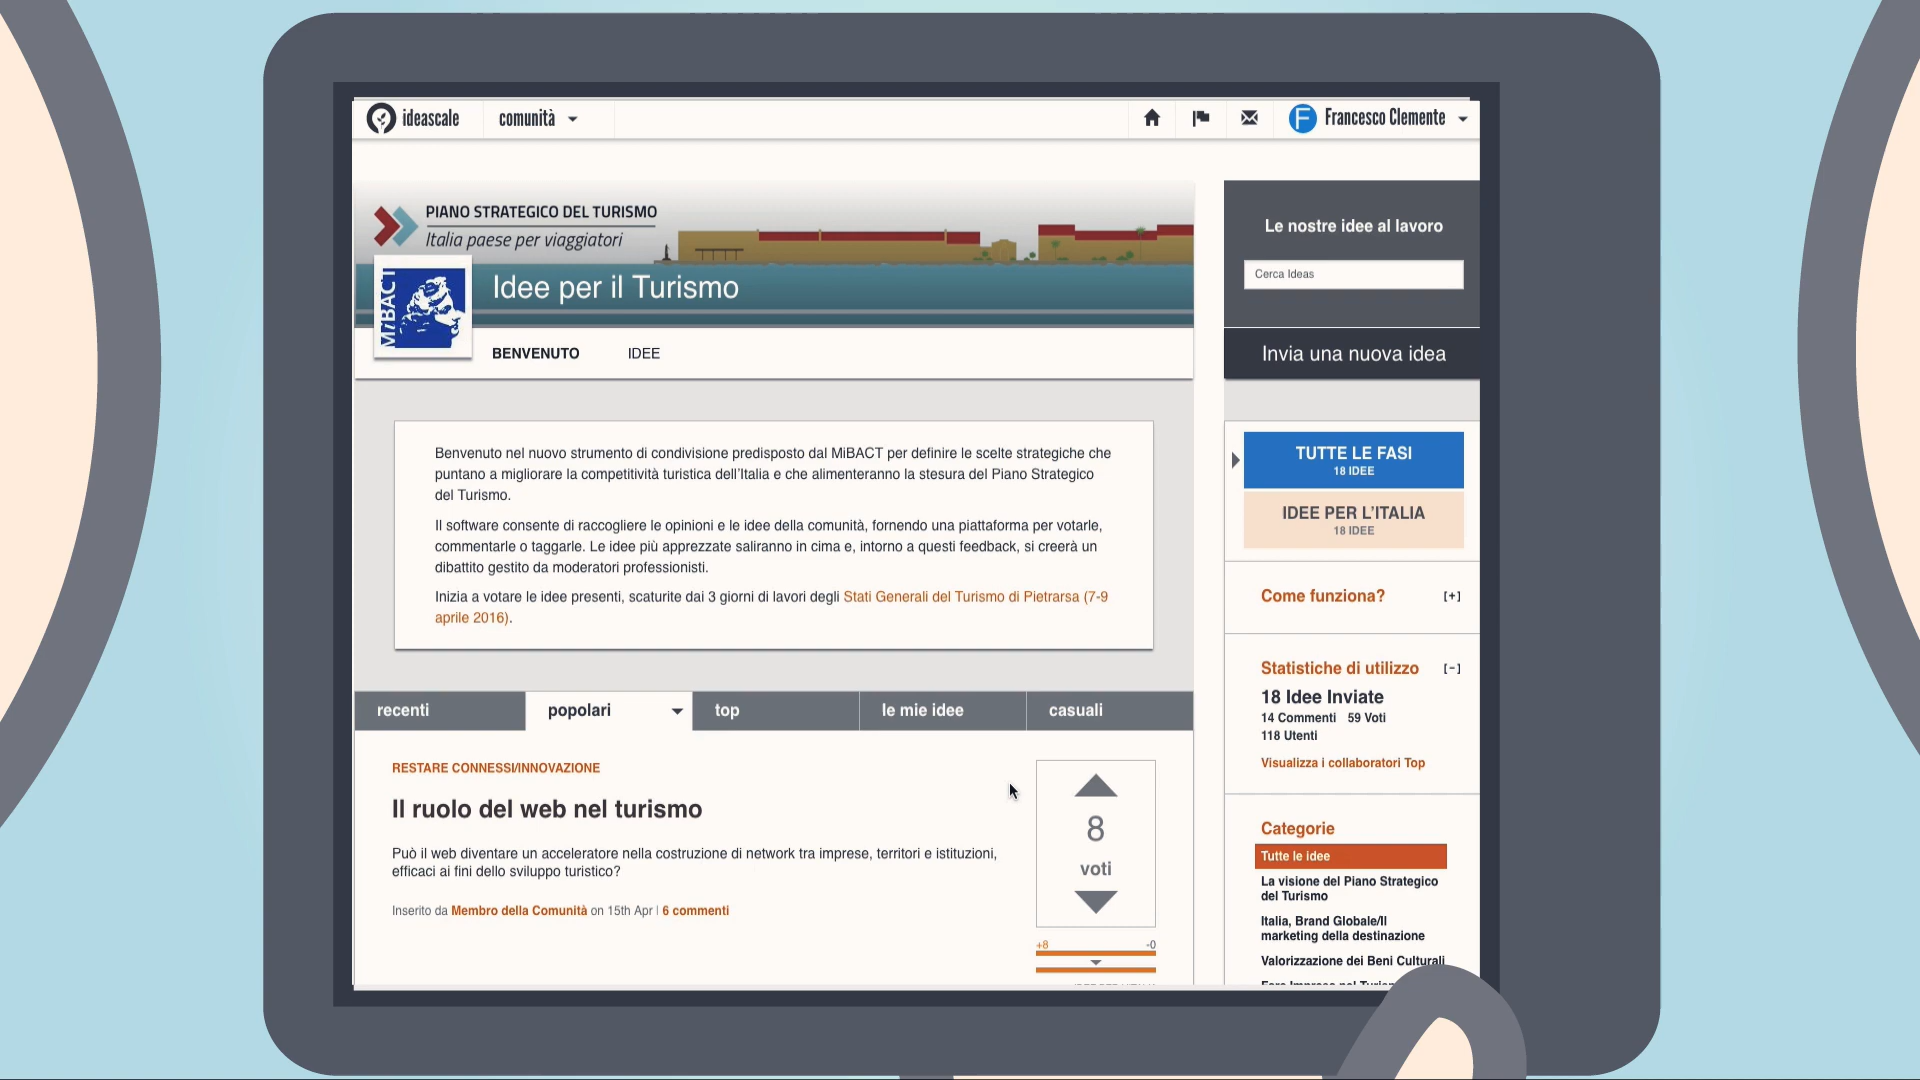 ideascale
comunità
Francesco Clemente
PIANO STRATEGICO DEL TURISMO
Italia paese per viaggiatori
MiBACT
Idee per il Turismo
BENVENUTO
IDEE
Le nostre idee al lavoro
Cerca Ideas
Invia una nuova idea
Benvenuto nel nuovo strumento di condivisione predisposto dal MiBACT per definire le scelte strategiche che
puntano a migliorare la competitività turistica dell'Italia e che alimenteranno la stesura del Piano Strategico
del Turismo.
Il software consente di raccogliere le opinioni e le idee della comunità, fornendo una piattaforma per votarle,
commentarle o taggarle. Le idee più apprezzate saliranno in cima e, intorno a questi feedback, si creerà un
dibattito gestito da moderatori professionisti.
Inizia a votare le idee presenti, scaturite dai 3 giorni di lavori degli Stati Generali del Turismo di Pietrarsa (7-9
aprile 2016).
recenti
popolari
top
le mie idee
casuali
RESTARE CONNESSI/INNOVAZIONE
Il ruolo del web nel turismo
Può il web diventare un acceleratore nella costruzione di network tra imprese, territori e istituzioni,
efficaci ai fini dello sviluppo turistico?
Inserito da Membro della Comunità on 15th Apr | 6 commenti
8
voti
+8
-0
TUTTE LE FASI
18 IDEE
IDEE PER L'ITALIA
18 IDEE
Come funziona?
[+]
Statistiche di utilizzo
[-]
18 Idee Inviate
14 Commenti 59 Voti
118 Utenti
Visualizza i collaboratori Top
Categorie
Tutte le idee
La visione del Piano Strategico
del Turismo
Italia, Brand Globale/Il
marketing della destinazione
Valorizzazione dei Beni Culturali